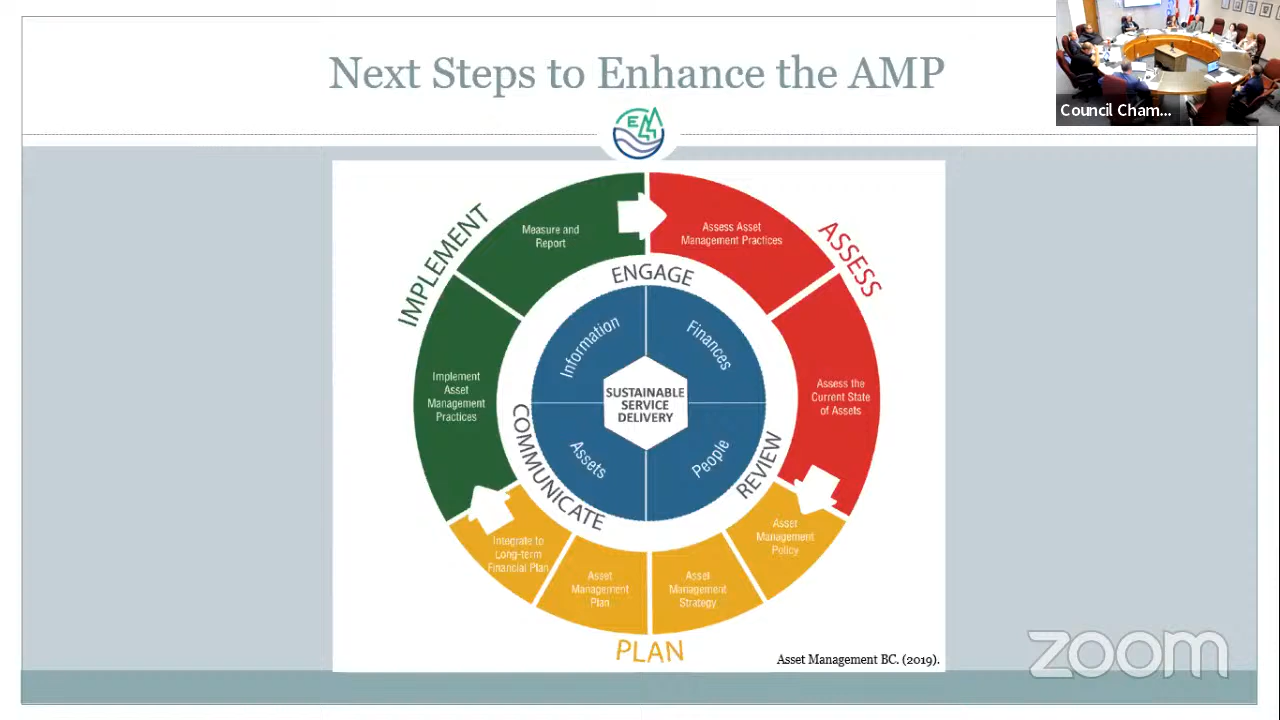 Next Steps to Enhance the AMP
Council Cham...
E
IMPLEMENT
ASSESS
Measure and
Report
Assess Asset
Management Practices
ENGAGE
Information
Finances
Implement
Asset
Management
Practices
SUSTAINABLE
SERVICE
DELIVERY
Assess the
Current State
of Assets
COMMUNICATE
Assets
People
REVIEW
Integrate to
Long-term
Financial Plan
Asset
Management
Plan
Asset
Management
Strategy
Asset
Management
Policy
PLAN
Asset Management BC. (2019).
zoom